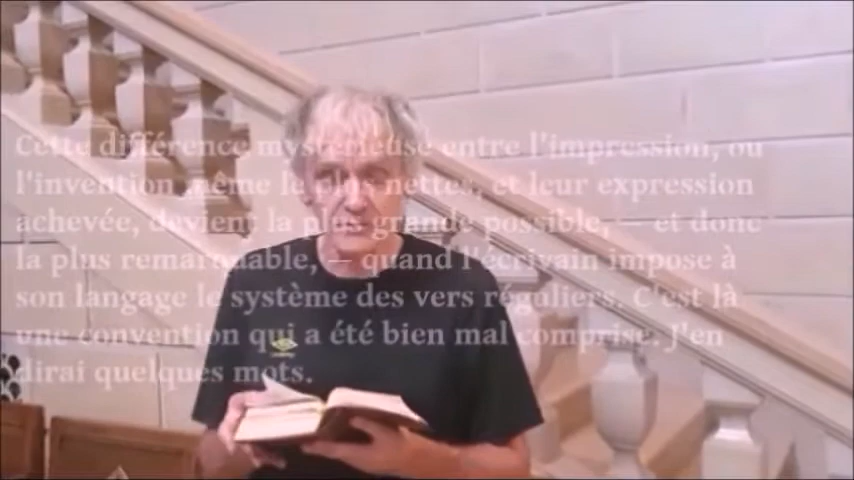 Cette différence mystérieuse entre l'impression, ou
l'invention même le plus nettes, et leur expression
achevée, devient la plus grande possible, — et donc
la plus remarquable, — quand l'écrivain impose à
son langage le système des vers réguliers. C'est là
une convention qui a été bien mal comprise. J'en
dirai quelques mots.